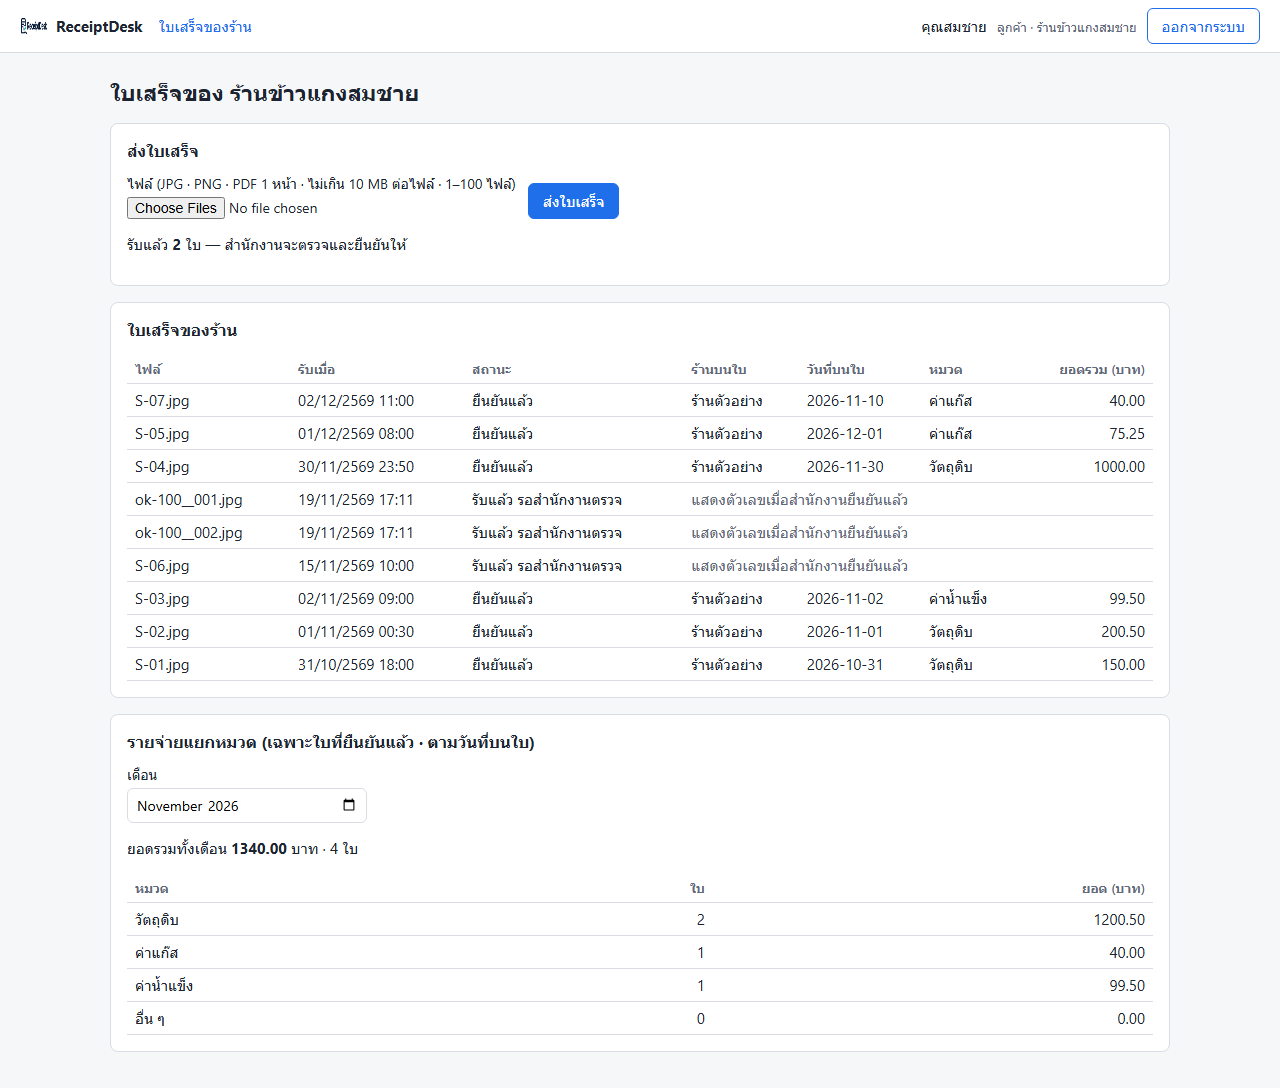 ReceiptDesk ใบเสร็จของร้าน คุณสมชาย ลูกค้า · ร้านข้าวแกงสมชาย ออกจากระบบ
ใบเสร็จของ ร้านข้าวแกงสมชาย
ส่งใบเสร็จ
ไฟล์ (JPG · PNG · PDF 1 หน้า · ไม่เกิน 10 MB ต่อไฟล์ · 1–100 ไฟล์)
Choose Files No file chosen
ส่งใบเสร็จ
รับแล้ว 2 ใบ — สำนักงานจะตรวจและยืนยันให้
ใบเสร็จของร้าน
ไฟล์ รับเมื่อ สถานะ ร้านบนใบ วันที่บนใบ หมวด ยอดรวม (บาท)
S-07.jpg 02/12/2569 11:00 ยืนยันแล้ว ร้านตัวอย่าง 2026-11-10 ค่าแก๊ส 40.00
S-05.jpg 01/12/2569 08:00 ยืนยันแล้ว ร้านตัวอย่าง 2026-12-01 ค่าแก๊ส 75.25
S-04.jpg 30/11/2569 23:50 ยืนยันแล้ว ร้านตัวอย่าง 2026-11-30 วัตถุดิบ 1000.00
ok-100__001.jpg 19/11/2569 17:11 รับแล้ว รอสำนักงานตรวจ แสดงตัวเลขเมื่อสำนักงานยืนยันแล้ว
ok-100__002.jpg 19/11/2569 17:11 รับแล้ว รอสำนักงานตรวจ แสดงตัวเลขเมื่อสำนักงานยืนยันแล้ว
S-06.jpg 15/11/2569 10:00 รับแล้ว รอสำนักงานตรวจ แสดงตัวเลขเมื่อสำนักงานยืนยันแล้ว
S-03.jpg 02/11/2569 09:00 ยืนยันแล้ว ร้านตัวอย่าง 2026-11-02 ค่าน้ำแข็ง 99.50
S-02.jpg 01/11/2569 00:30 ยืนยันแล้ว ร้านตัวอย่าง 2026-11-01 วัตถุดิบ 200.50
S-01.jpg 31/10/2569 18:00 ยืนยันแล้ว ร้านตัวอย่าง 2026-10-31 วัตถุดิบ 150.00
รายจ่ายแยกหมวด (เฉพาะใบที่ยืนยันแล้ว · ตามวันที่บนใบ)
เดือน
November 2026
ยอดรวมทั้งเดือน 1340.00 บาท · 4 ใบ
หมวด ใบ ยอด (บาท)
วัตถุดิบ 2 1200.50
ค่าแก๊ส 1 40.00
ค่าน้ำแข็ง 1 99.50
อื่น ๆ 0 0.00